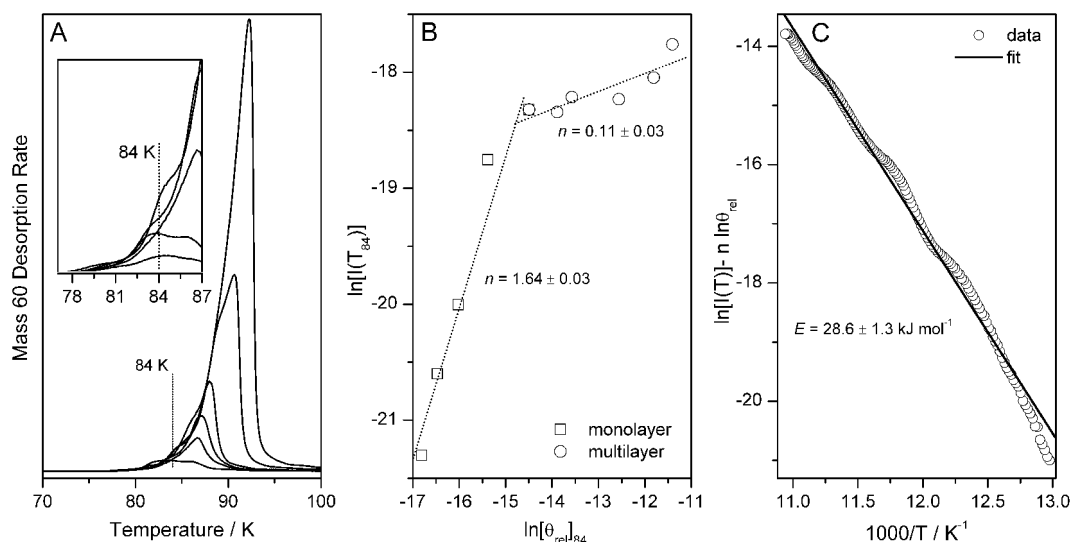 A
Mass 60 Desorption Rate
84 K
78 81 84 87
84 K
70 80 90 100
Temperature / K
B
ln[I(T84)]
-18
-19
-20
-21
n = 0.11 ± 0.03
n = 1.64 ± 0.03
monolayer
multilayer
-17 -16 -15 -14 -13 -12 -11
ln[θrel]84
C
data
fit
ln[I(T)]- n lnθrel
-14
-16
-18
-20
E = 28.6 ± 1.3 kJ mol-1
11.0 11.5 12.0 12.5 13.0
1000/T / K-1